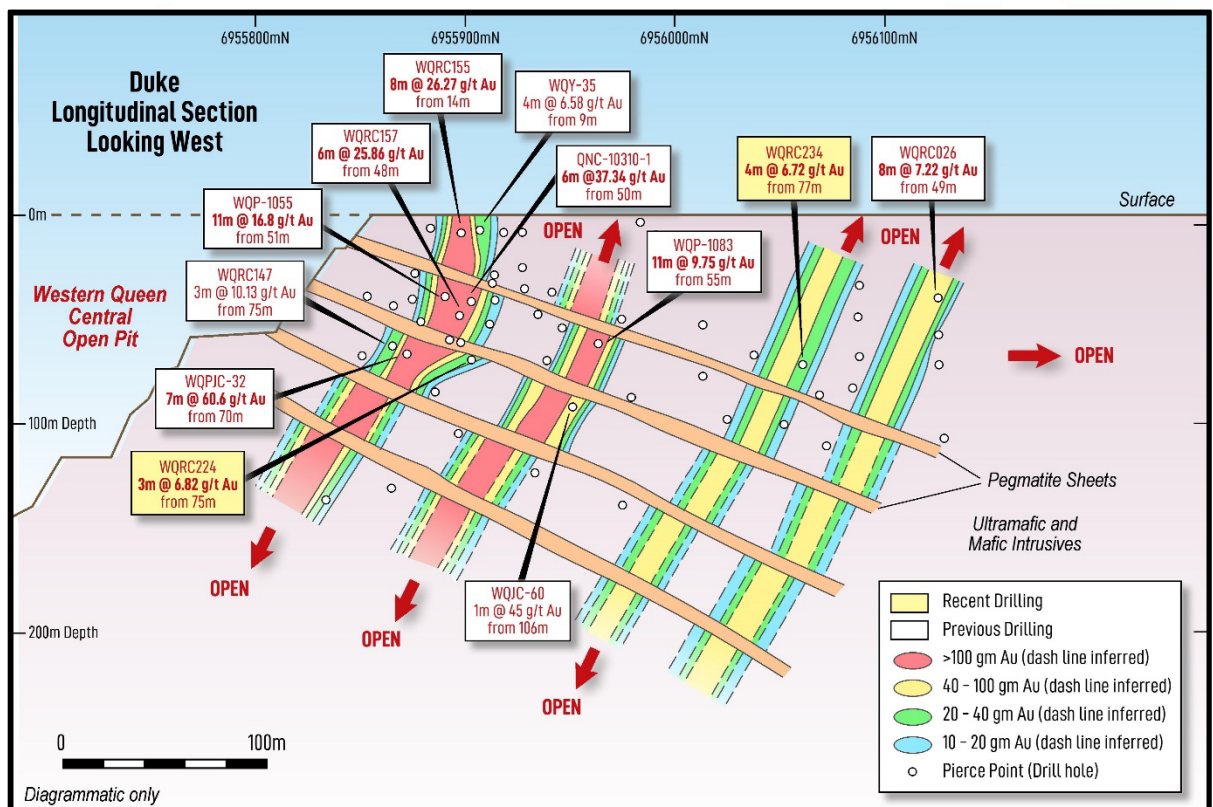 6955800mN
6955900mN
6956000mN
6956100mN
Duke
Longitudinal Section
Looking West
WQRC155
8m @ 26.27 g/t Au
from 14m
WQY-35
4m @ 6.58 g/t Au
from 9m
WQRC157
6m @ 25.86 g/t Au
from 48m
QNC-10310-1
6m @37.34 g/t Au
from 50m
WQRC234
4m @ 6.72 g/t Au
from 77m
WQRC026
8m @ 7.22 g/t Au
from 49m
WQP-1055
11m @ 16.8 g/t Au
from 51m
Surface
0m
OPEN
OPEN
WQP-1083
11m @ 9.75 g/t Au
from 55m
WQRC147
3m @ 10.13 g/t Au
from 75m
Western Queen
Central
Open Pit
OPEN
WQPJC-32
7m @ 60.6 g/t Au
from 70m
100m Depth
WQRC224
3m @ 6.82 g/t Au
from 75m
Pegmatite Sheets
Ultramafic and
Mafic Intrusives
OPEN
WQJC-60
1m @ 45 g/t Au
from 106m
200m Depth
OPEN
OPEN
Recent Drilling
Previous Drilling
>100 gm Au (dash line inferred)
40 - 100 gm Au (dash line inferred)
20 - 40 gm Au (dash line inferred)
10 - 20 gm Au (dash line inferred)
Pierce Point (Drill hole)
0
100m
Diagrammatic only